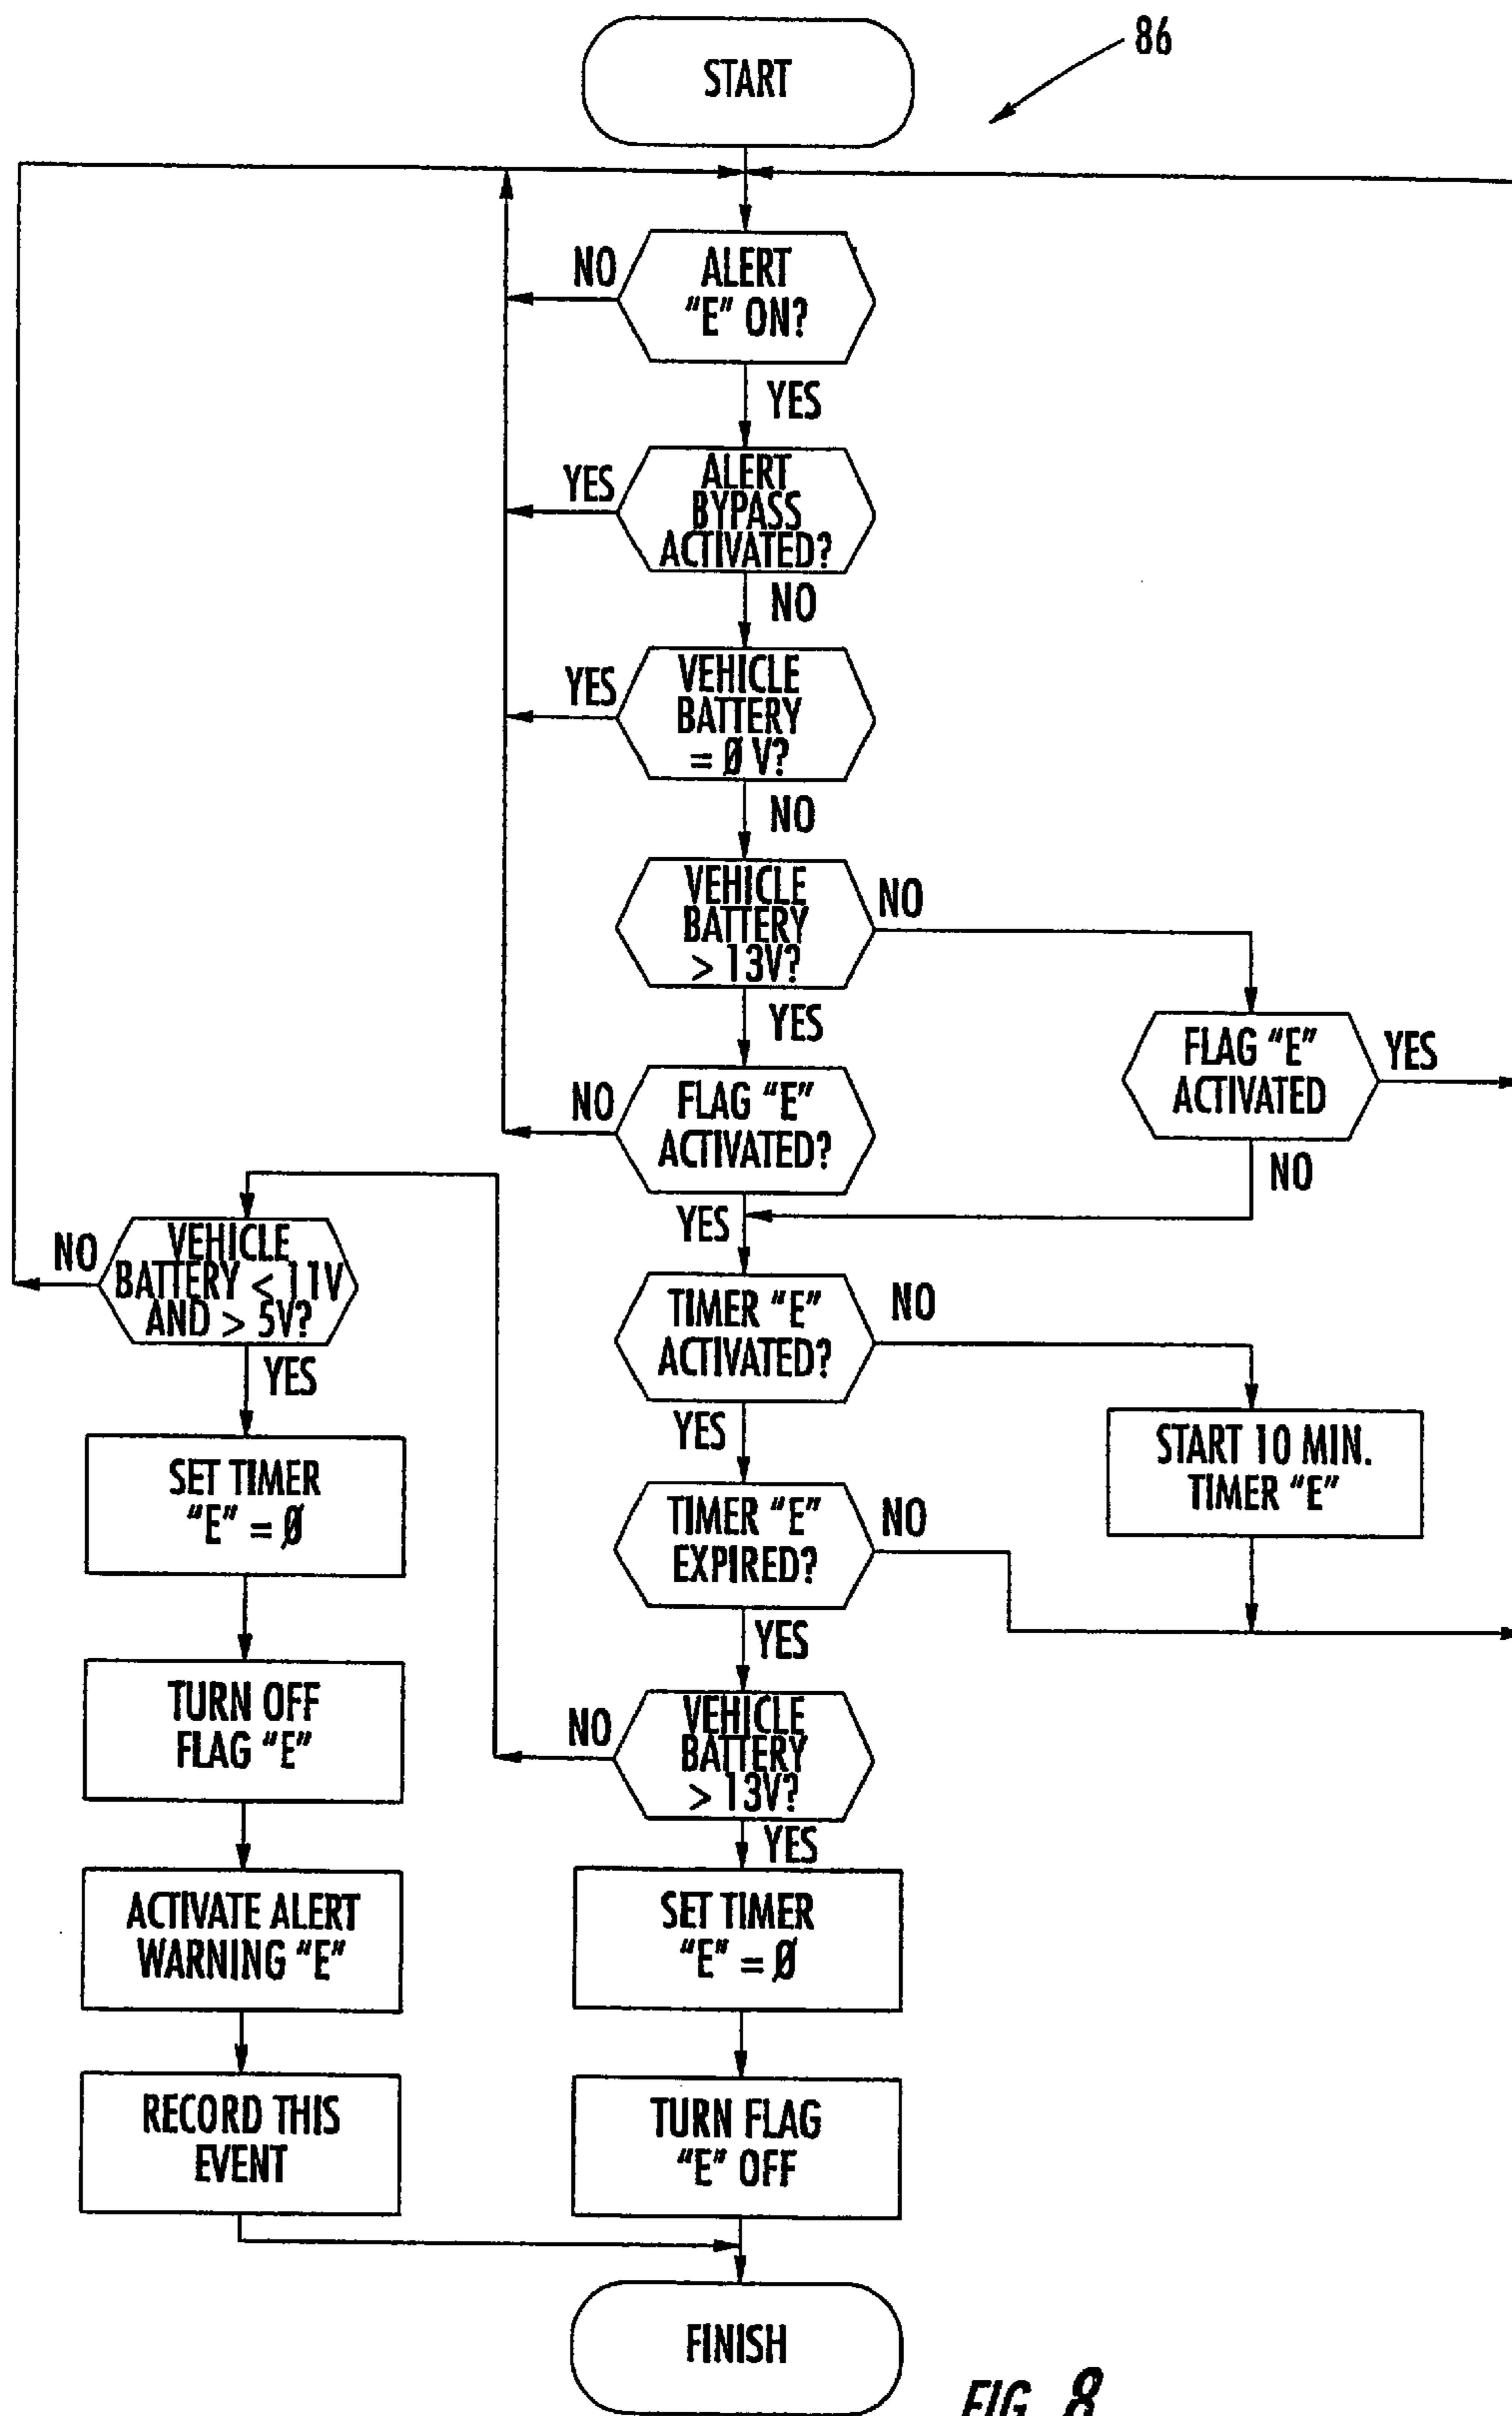 START
86
NO
ALERT
"E" ON?
YES
YES
ALERT
BYPASS
ACTIVATED?
NO
YES
VEHICLE
BATTERY
= Ø V?
NO
VEHICLE
BATTERY
> 13V?
NO
YES
FLAG "E"
ACTIVATED
YES
NO
NO
FLAG "E"
ACTIVATED?
YES
NO
VEHICLE
BATTERY < 11V
AND > 5V?
YES
TIMER "E"
ACTIVATED?
NO
YES
START 10 MIN.
TIMER "E"
SET TIMER
"E" = Ø
TIMER "E"
EXPIRED?
NO
YES
TURN OFF
FLAG "E"
NO
VEHICLE
BATTERY
> 13V?
YES
ACTIVATE ALERT
WARNING "E"
SET TIMER
"E" = Ø
RECORD THIS
EVENT
TURN FLAG
"E" OFF
FINISH
FIG. 8